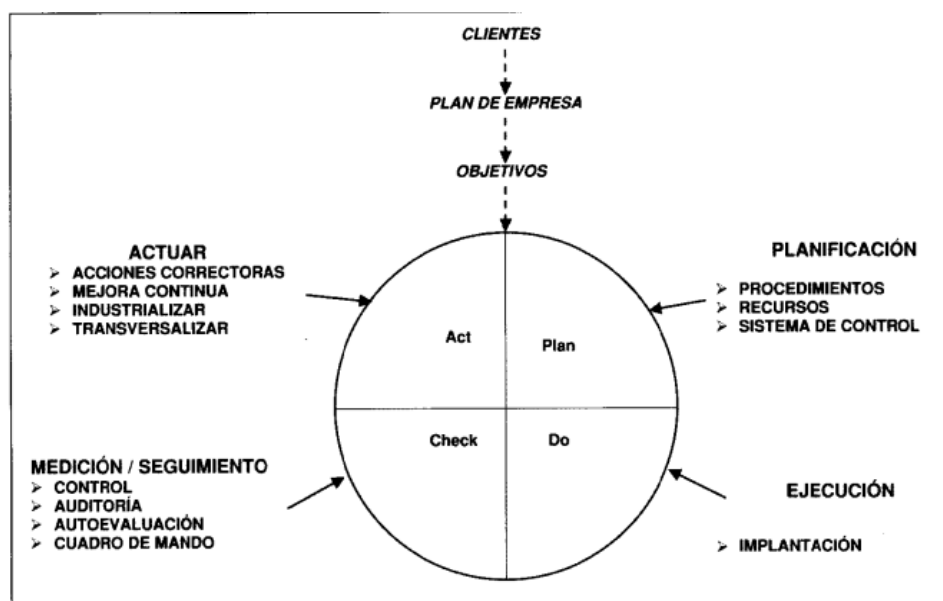 CLIENTES
PLAN DE EMPRESA
OBJETIVOS
ACTUAR
➢ ACCIONES CORRECTORAS
➢ MEJORA CONTINUA
➢ INDUSTRIALIZAR
➢ TRANSVERSALIZAR
PLANIFICACIÓN
➢ PROCEDIMIENTOS
➢ RECURSOS
➢ SISTEMA DE CONTROL
Act
Plan
Check
Do
MEDICIÓN / SEGUIMIENTO
➢ CONTROL
➢ AUDITORÍA
➢ AUTOEVALUACIÓN
➢ CUADRO DE MANDO
EJECUCIÓN
➢ IMPLANTACIÓN